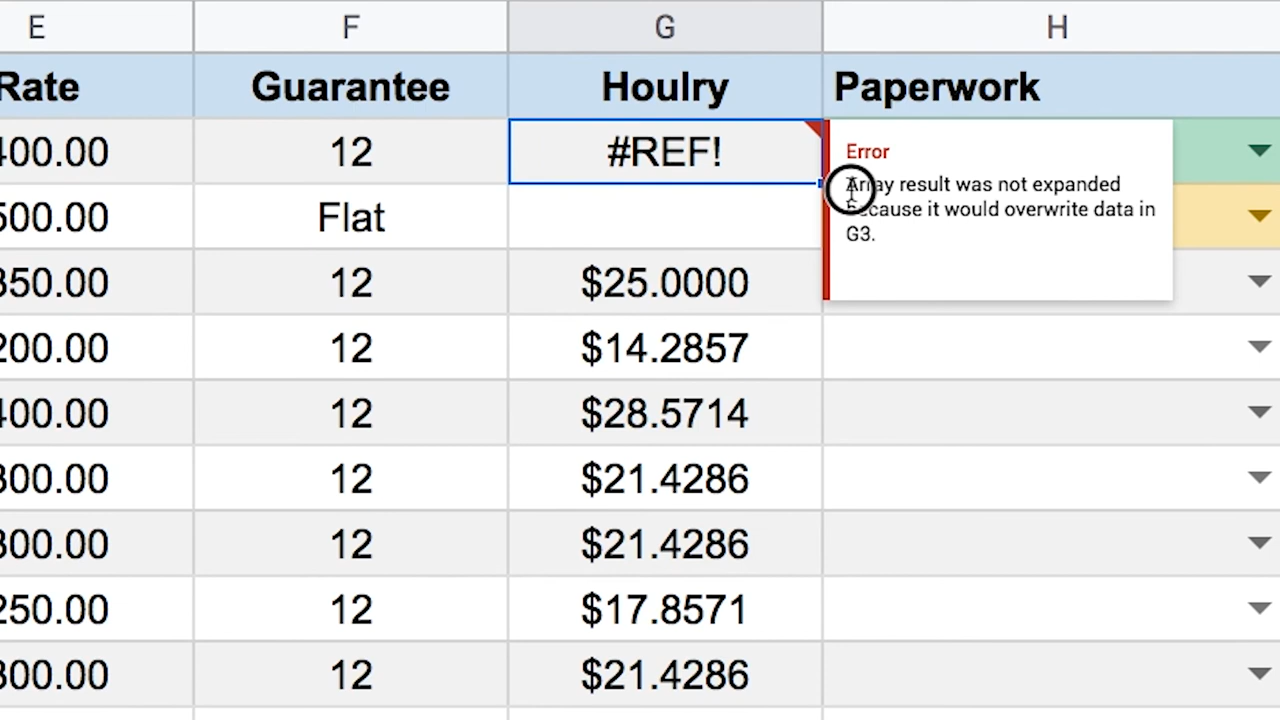 E F G H
Rate Guarantee Houlry Paperwork
400.00 12 #REF!
500.00 Flat
350.00 12 $25.0000
200.00 12 $14.2857
400.00 12 $28.5714
300.00 12 $21.4286
300.00 12 $21.4286
250.00 12 $17.8571
300.00 12 $21.4286
Error
Array result was not expanded
because it would overwrite data in
G3.